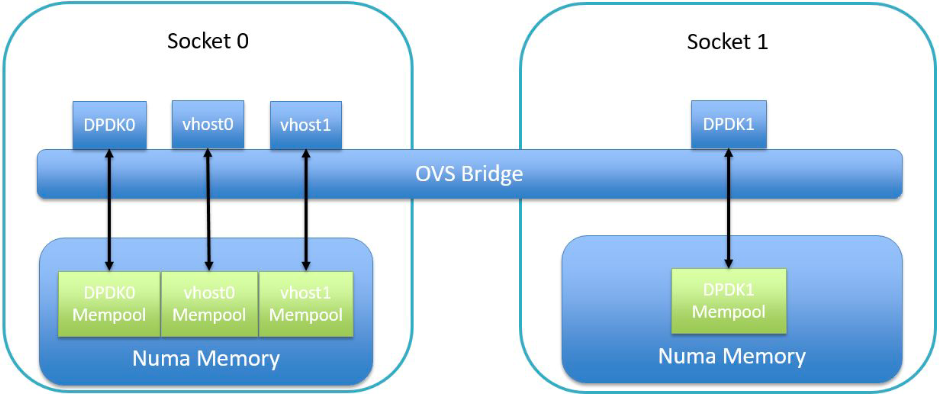 Socket 0
Socket 1
DPDK0
vhost0
vhost1
DPDK1
OVS Bridge
DPDK0
Mempool
vhost0
Mempool
vhost1
Mempool
Numa Memory
DPDK1
Mempool
Numa Memory